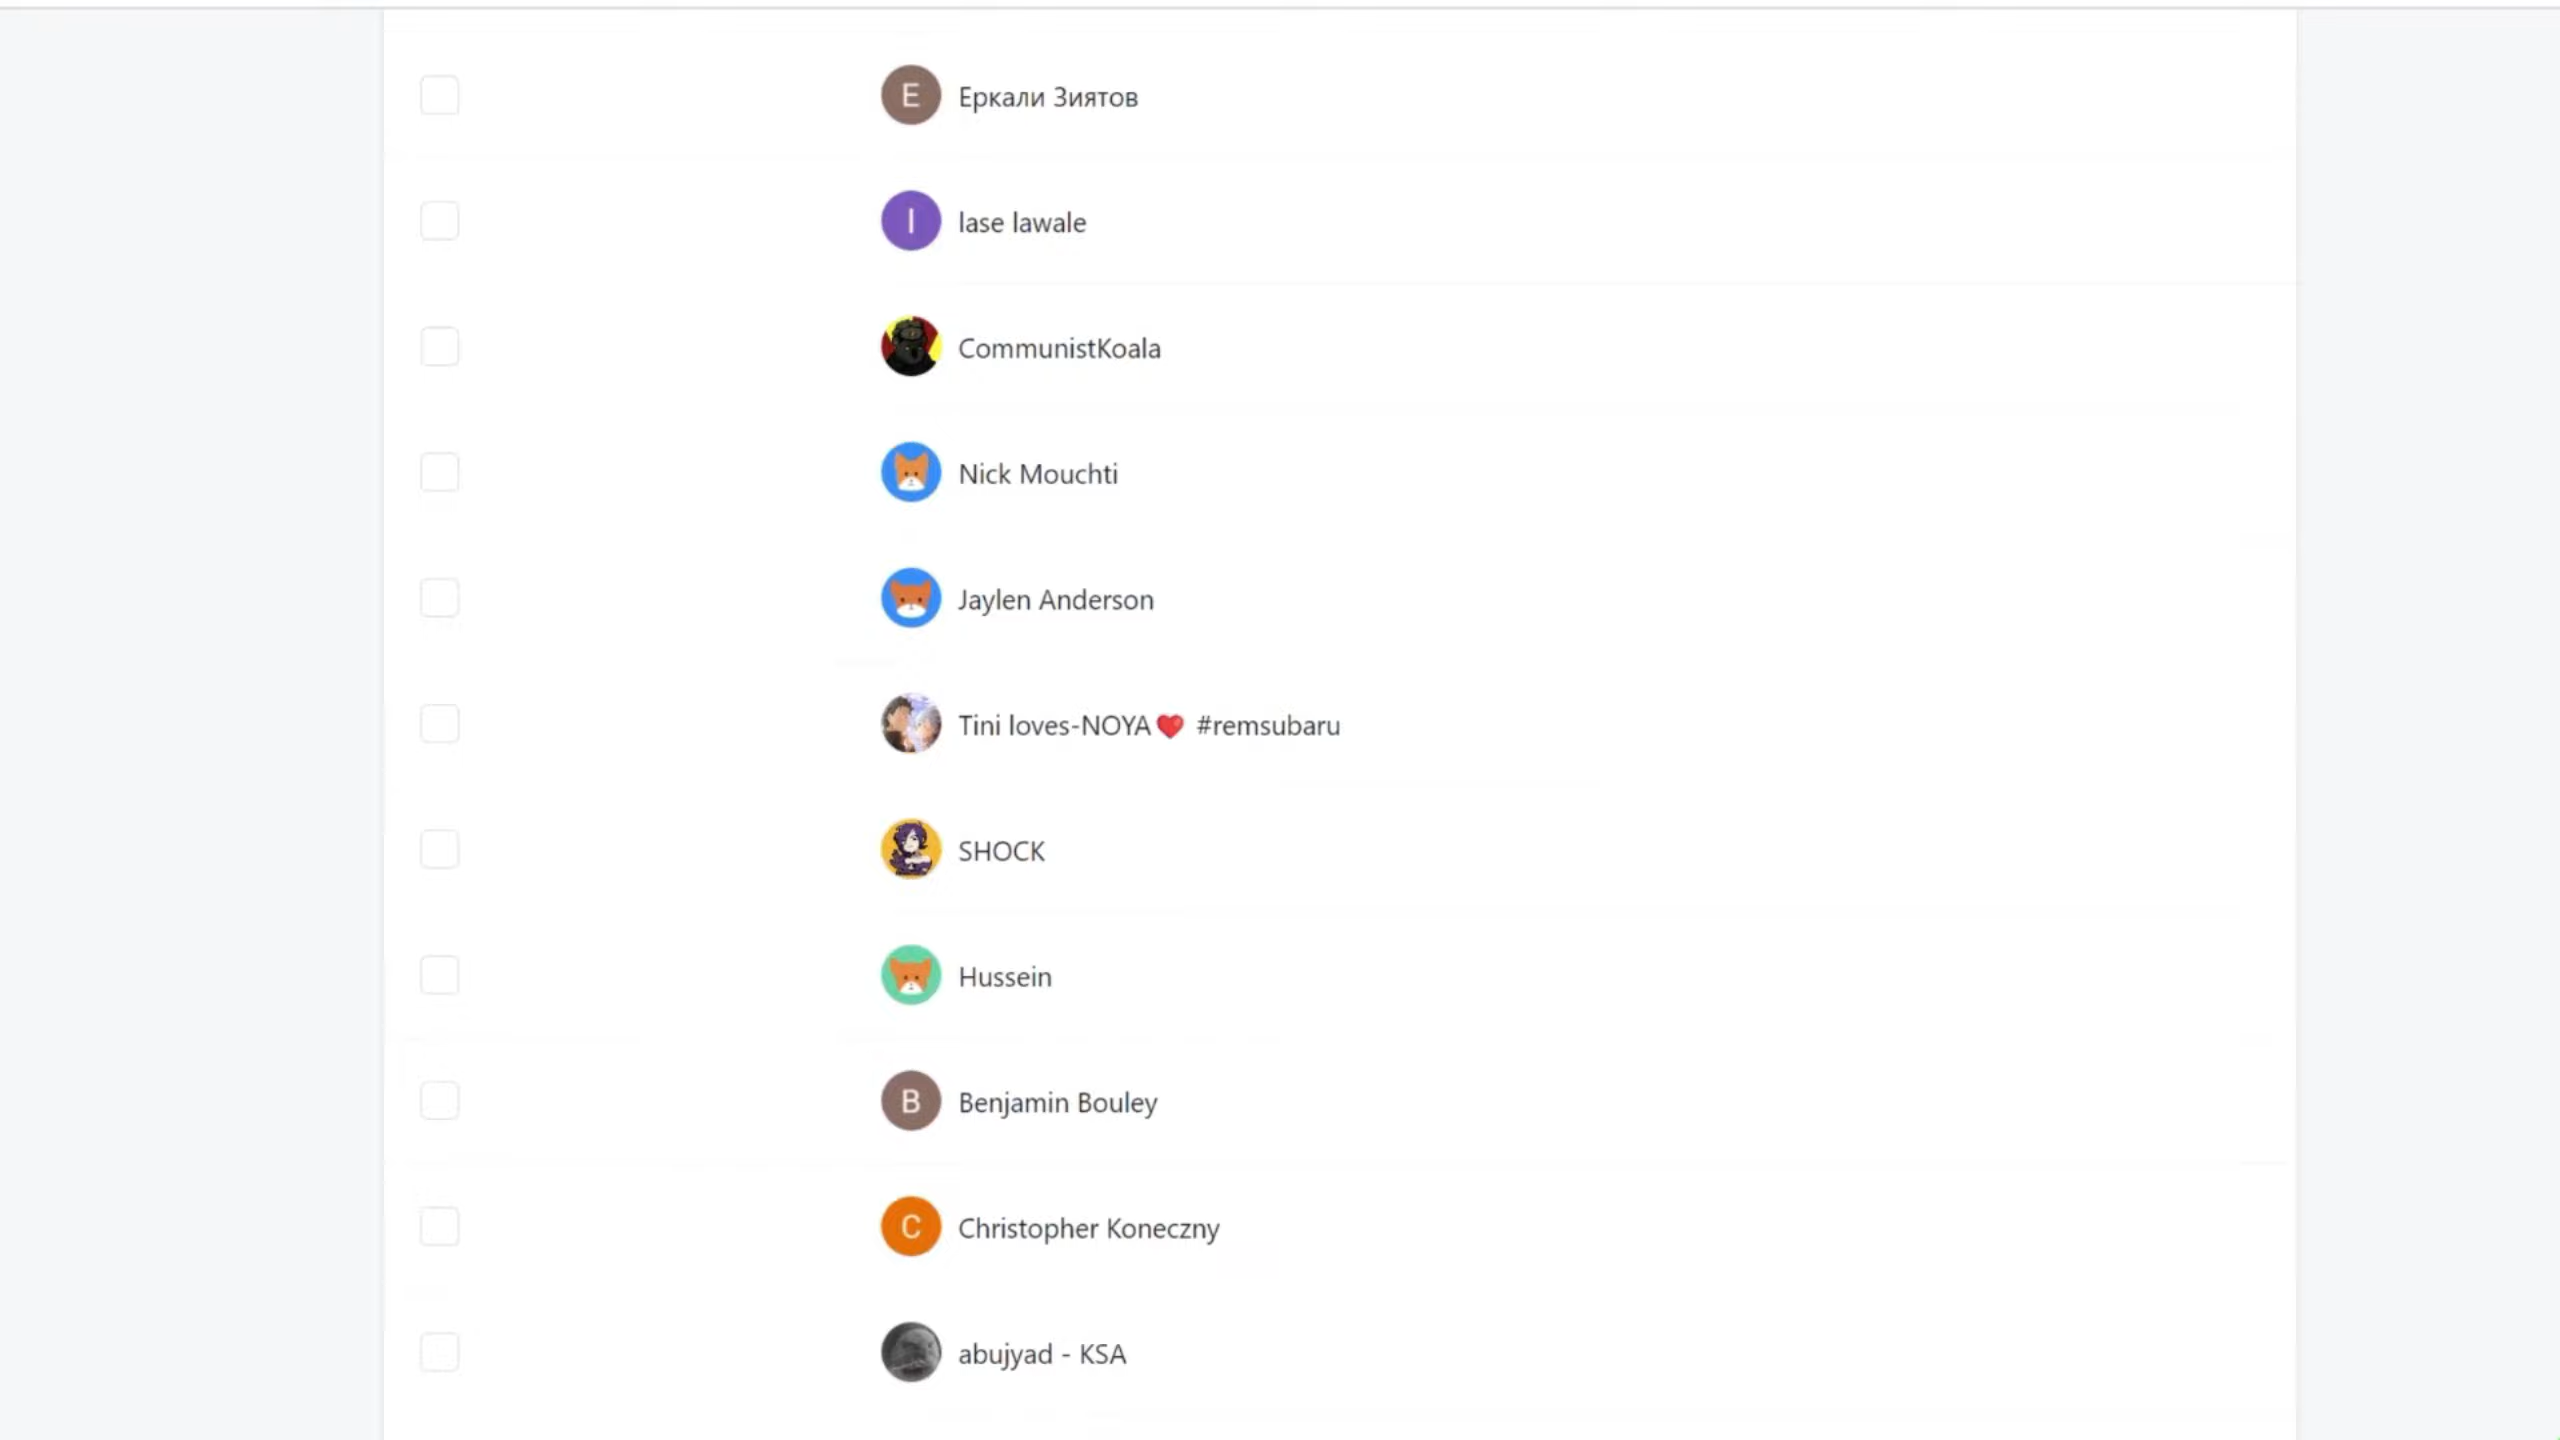 E Еркали Зиятов
l lase lawale
CommunistKoala
Nick Mouchti
Jaylen Anderson
Tini loves-NOYA❤️ #remsubaru
SHOCK
Hussein
B Benjamin Bouley
C Christopher Koneczny
abujyad - KSA